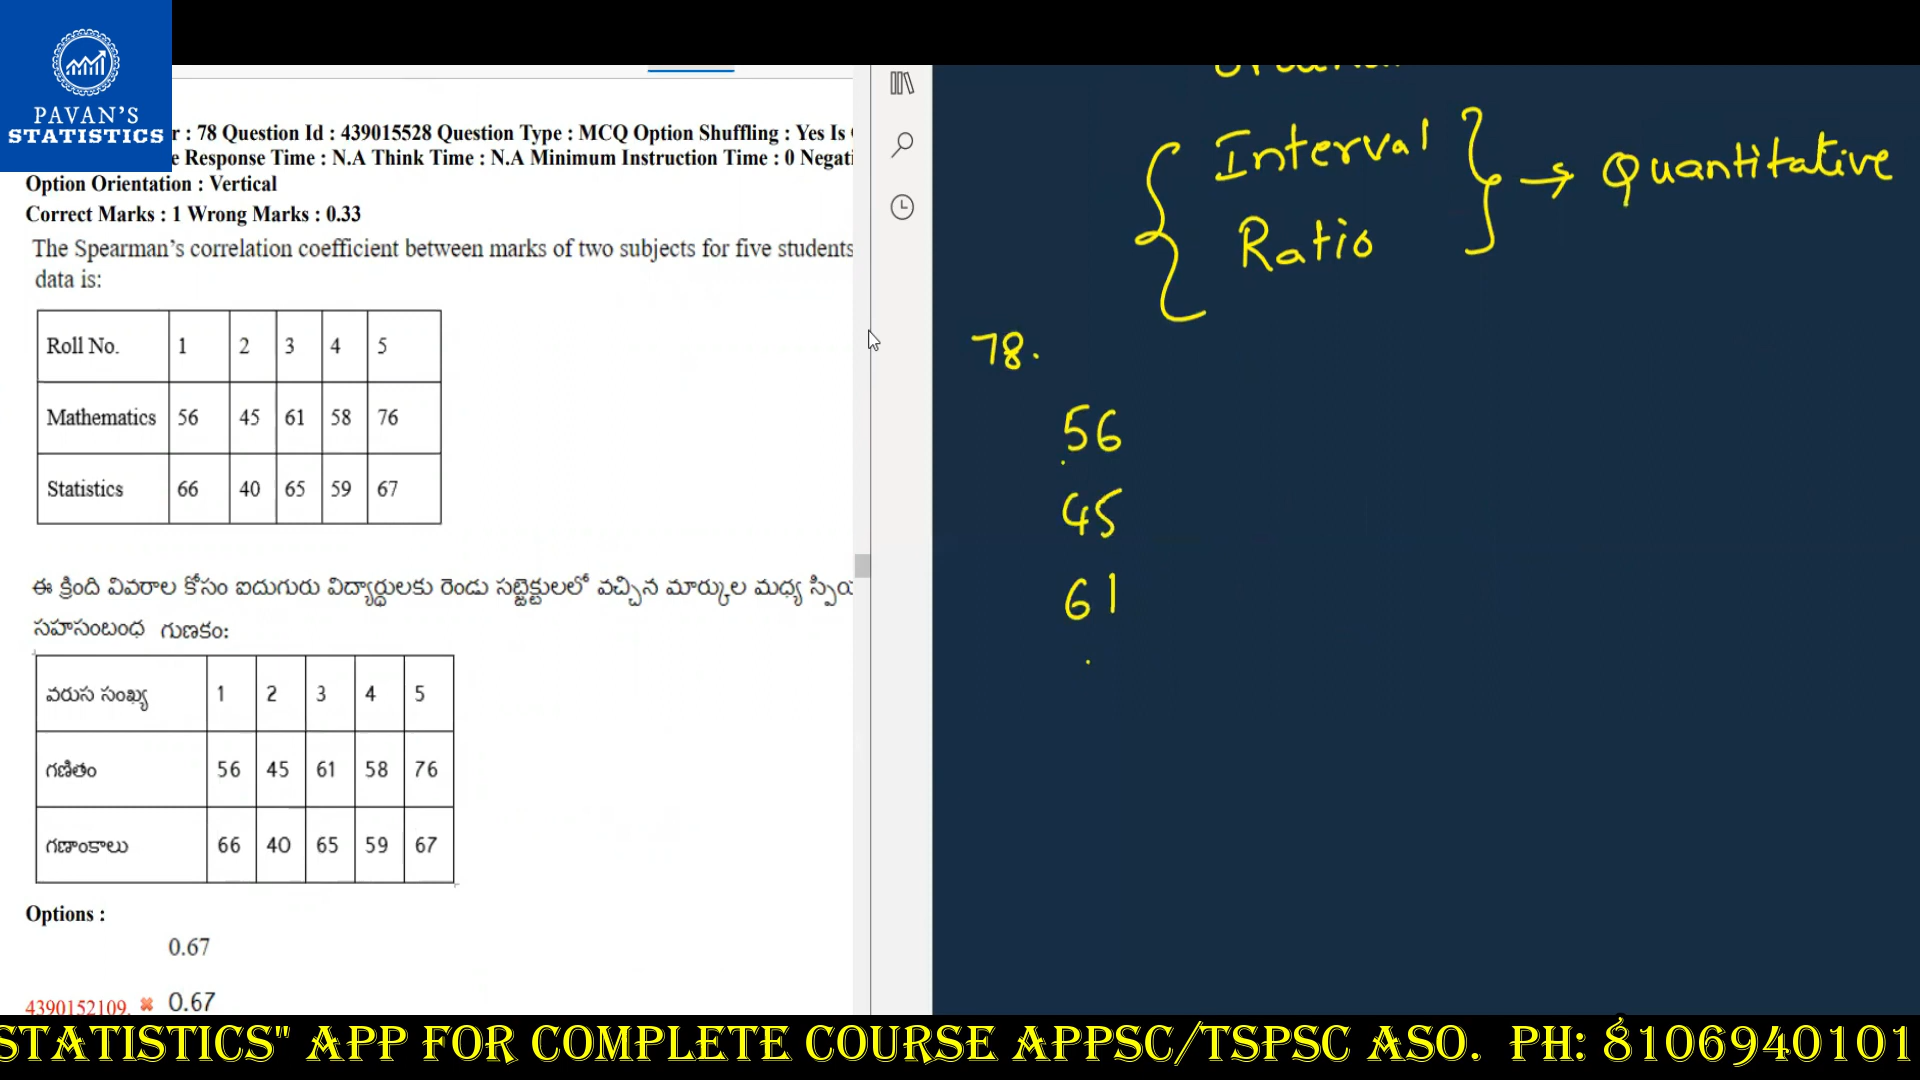 PAVAN'S
STATISTICS
r : 78 Question Id : 439015528 Question Type : MCQ Option Shuffling : Yes Is
e Response Time : N.A Think Time : N.A Minimum Instruction Time : 0 Negati
Option Orientation : Vertical
Correct Marks : 1 Wrong Marks : 0.33
The Spearman's correlation coefficient between marks of two subjects for five students
data is:
Roll No. 1 2 3 4 5
Mathematics 56 45 61 58 76
Statistics 66 40 65 59 67
ఈ క్రింది వివరాల కోసం ఐదుగురు విద్యార్థులకు రెండు సబ్జెక్టులలో వచ్చిన మార్కుల మధ్య స్పియ
సహసంబంధ గుణకం:
వరుస సంఖ్య 1 2 3 4 5
గణితం 56 45 61 58 76
గణాంకాలు 66 40 65 59 67
Options :
0.67
4390152109. ✖ 0.67
Interval
Ratio
→ Quantitative
78.
56
45
61
STATISTICS" APP FOR COMPLETE COURSE APPSC/TSPSC ASO. PH: 8106940101